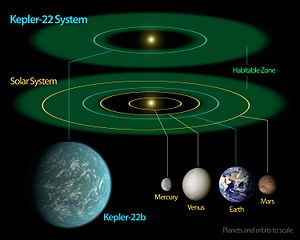 Kepler-22 System
Habitable Zone
Solar System
Mercury
Venus
Earth
Mars
Kepler-22b
Planets and orbits to scale